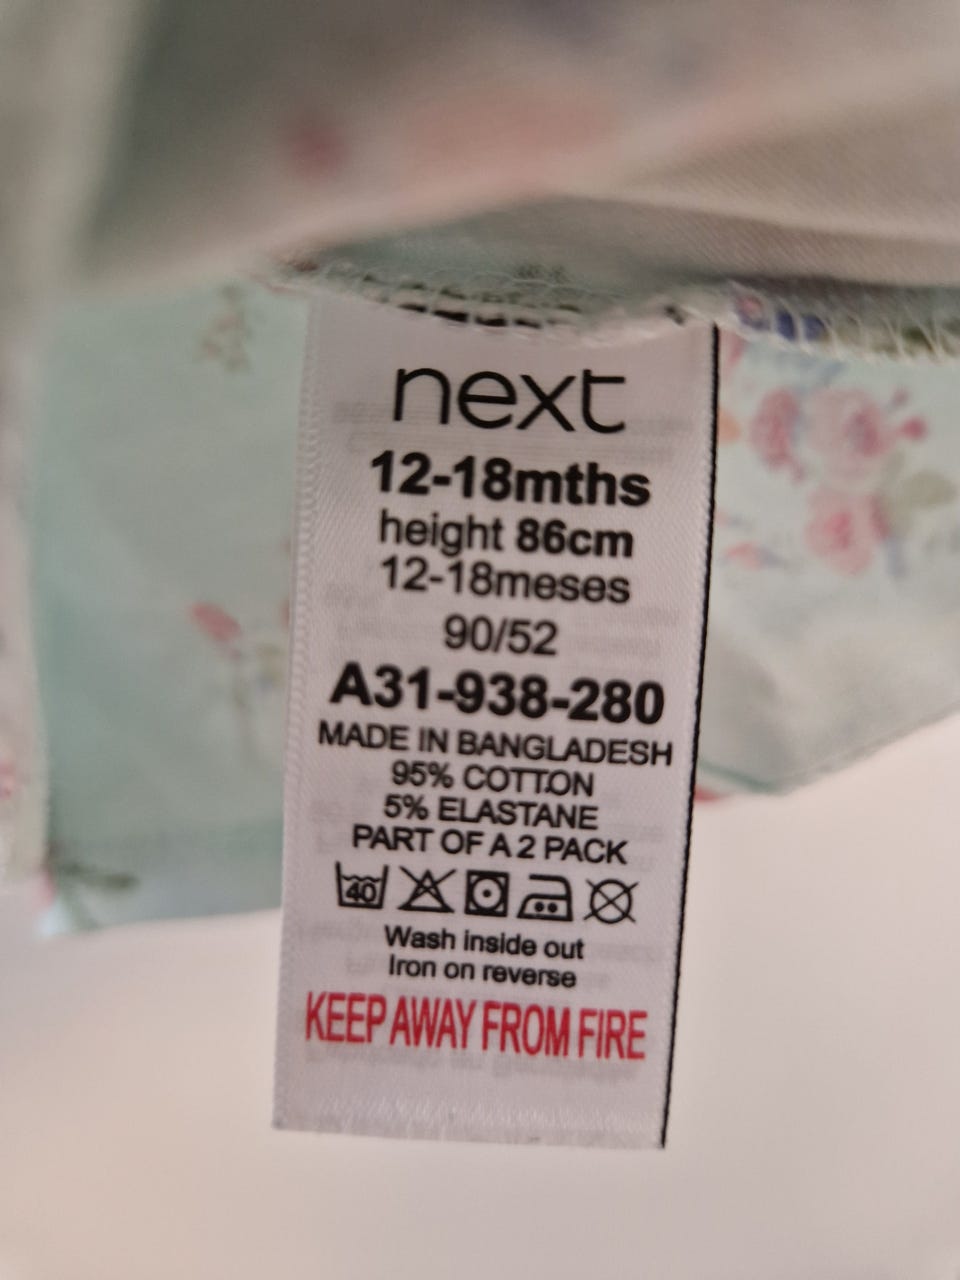 next
12-18mths
height 86cm
12-18meses
90/52
A31-938-280
MADE IN BANGLADESH
95% COTTON
5% ELASTANE
PART OF A 2 PACK
40
Wash inside out
Iron on reverse
KEEP AWAY FROM FIRE